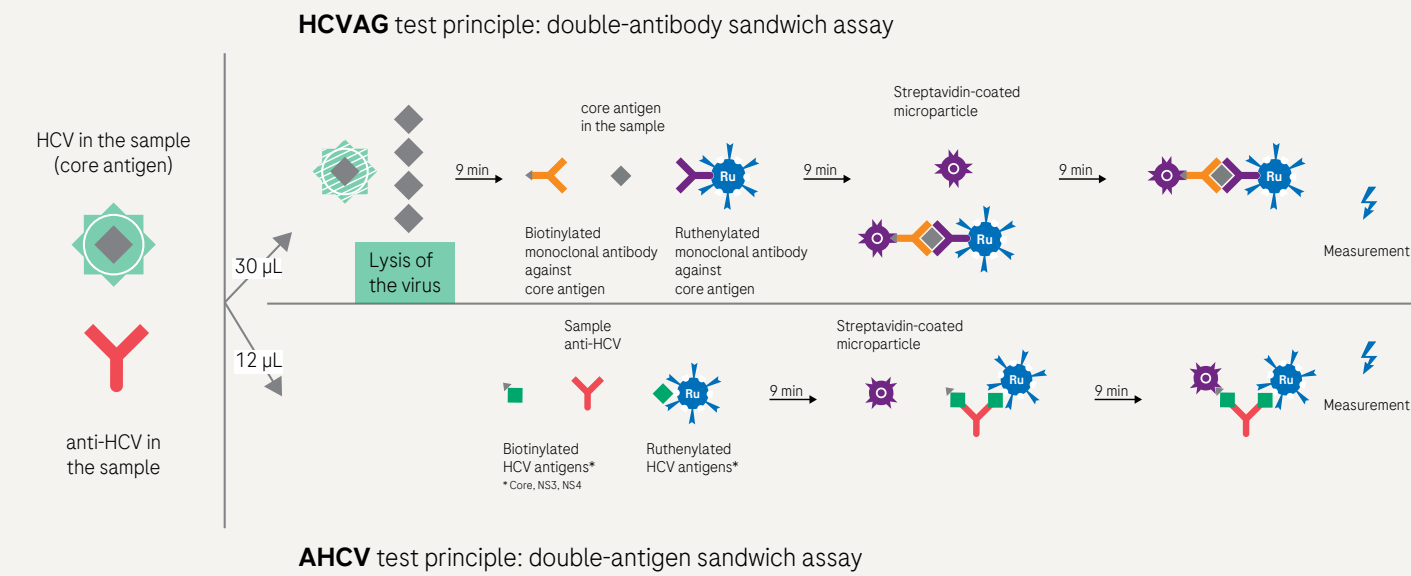 HCVAG test principle: double-antibody sandwich assay
HCV in the sample
(core antigen)
anti-HCV in
the sample
30 µL
12 µL
Lysis of
the virus
9 min
core antigen
in the sample
Biotinylated
monoclonal antibody
against
core antigen
Ru
Ruthenylated
monoclonal antibody
against
core antigen
9 min
Streptavidin-coated
microparticle
Ru
9 min
Ru
Measurement
Sample
anti-HCV
Biotinylated
HCV antigens*
* Core, NS3, NS4
Ru
Ruthenylated
HCV antigens*
9 min
Streptavidin-coated
microparticle
Ru
9 min
Ru
Measurement
AHCV test principle: double-antigen sandwich assay